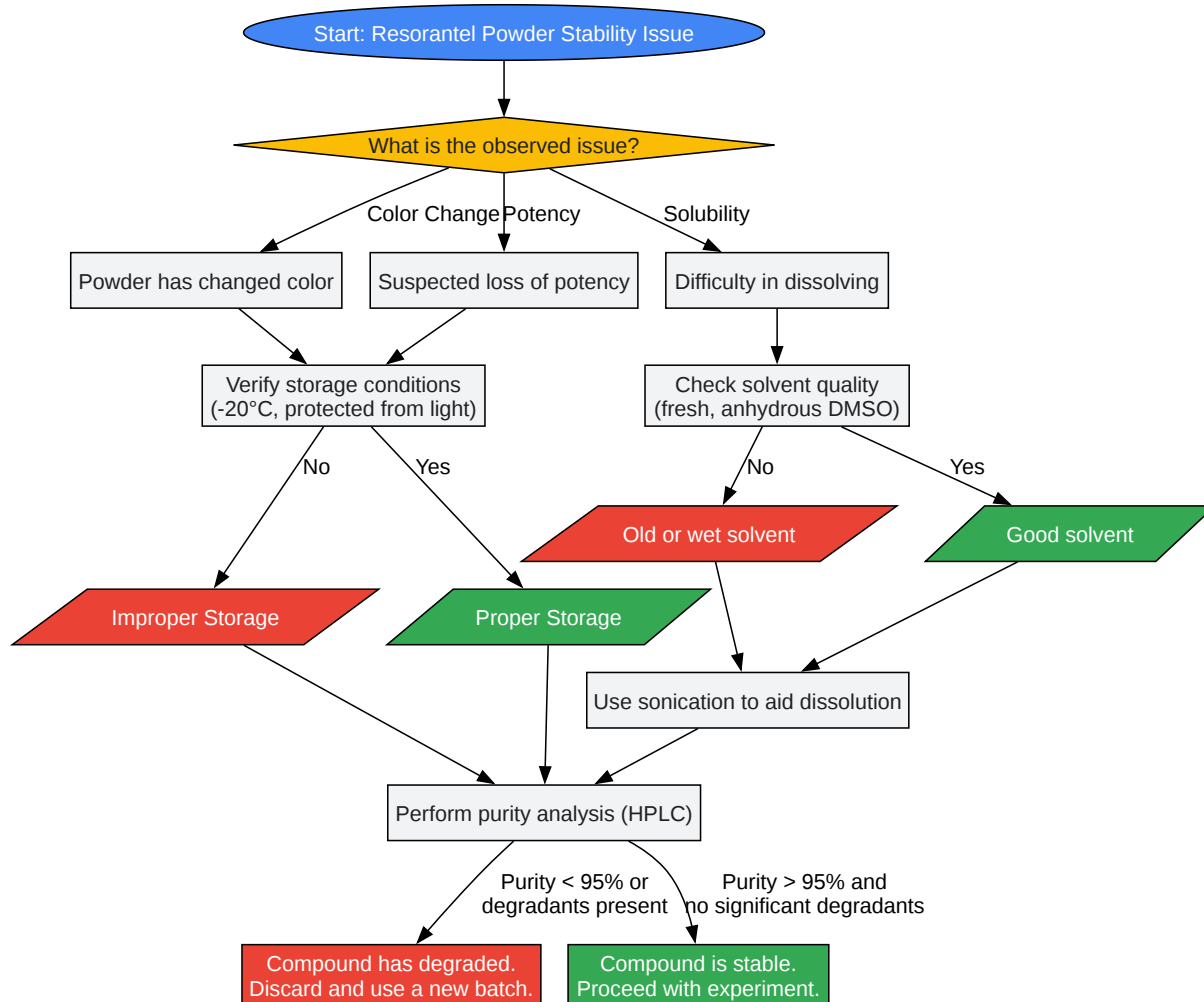 Start: Resorantel Powder Stability Issue
What is the observed issue?
Color Change
Potency
Solubility
Powder has changed color
Suspected loss of potency
Difficulty in dissolving
Verify storage conditions
(-20°C, protected from light)
Check solvent quality
(fresh, anhydrous DMSO)
No
Yes
No
Yes
Old or wet solvent
Good solvent
Improper Storage
Proper Storage
Use sonication to aid dissolution
Perform purity analysis (HPLC)
Purity < 95% or
degradants present
Purity > 95% and
no significant degradants
Compound has degraded.
Discard and use a new batch.
Compound is stable.
Proceed with experiment.